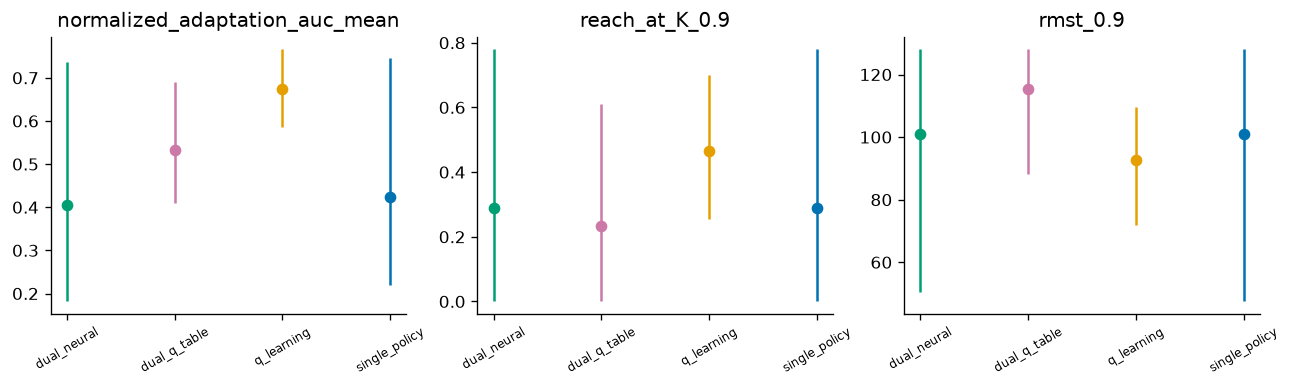 normalized_adaptation_auc_mean
0.7
0.6
0.5
0.4
0.3
0.2
dual_neural
dual_q_table
q_learning
single_policy
reach_at_K_0.9
0.8
0.6
0.4
0.2
0.0
dual_neural
dual_q_table
q_learning
single_policy
rmst_0.9
120
100
80
60
dual_neural
dual_q_table
q_learning
single_policy